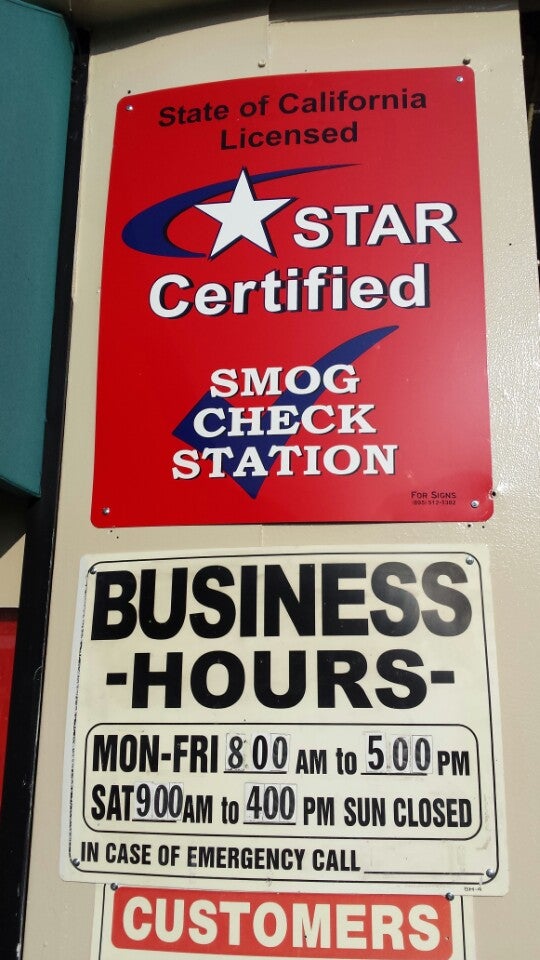 State of California
Licensed
STAR
Certified
SMOG
CHECK
STATION
FOR SIGNS
BUSINESS
-HOURS-
MON-FRI 8 00 AM to 5 00 PM
SAT 9 00 AM to 4 00 PM SUN CLOSED
IN CASE OF EMERGENCY CALL
CUSTOMERS